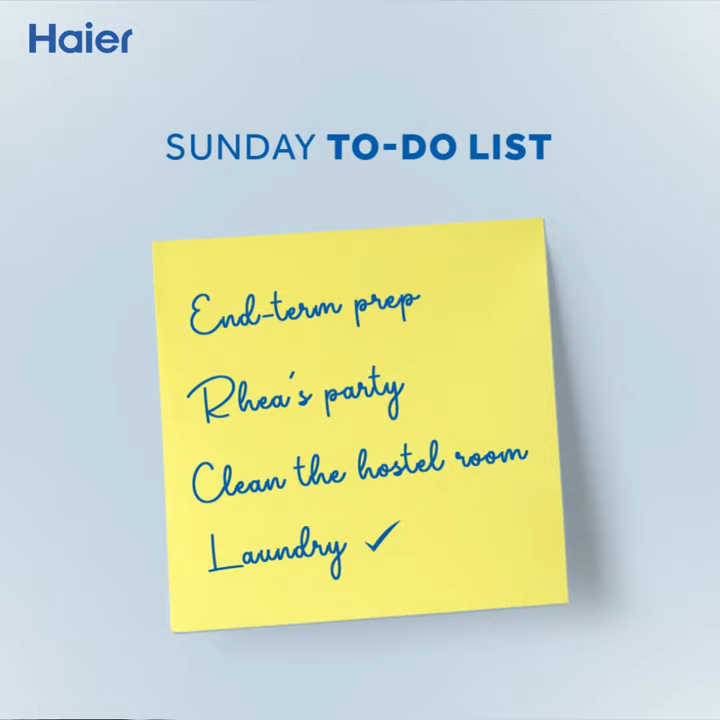 Haier
SUNDAY TO-DO LIST
End-term prep
Rhea's party
Clean the hostel room
Laundry ✓